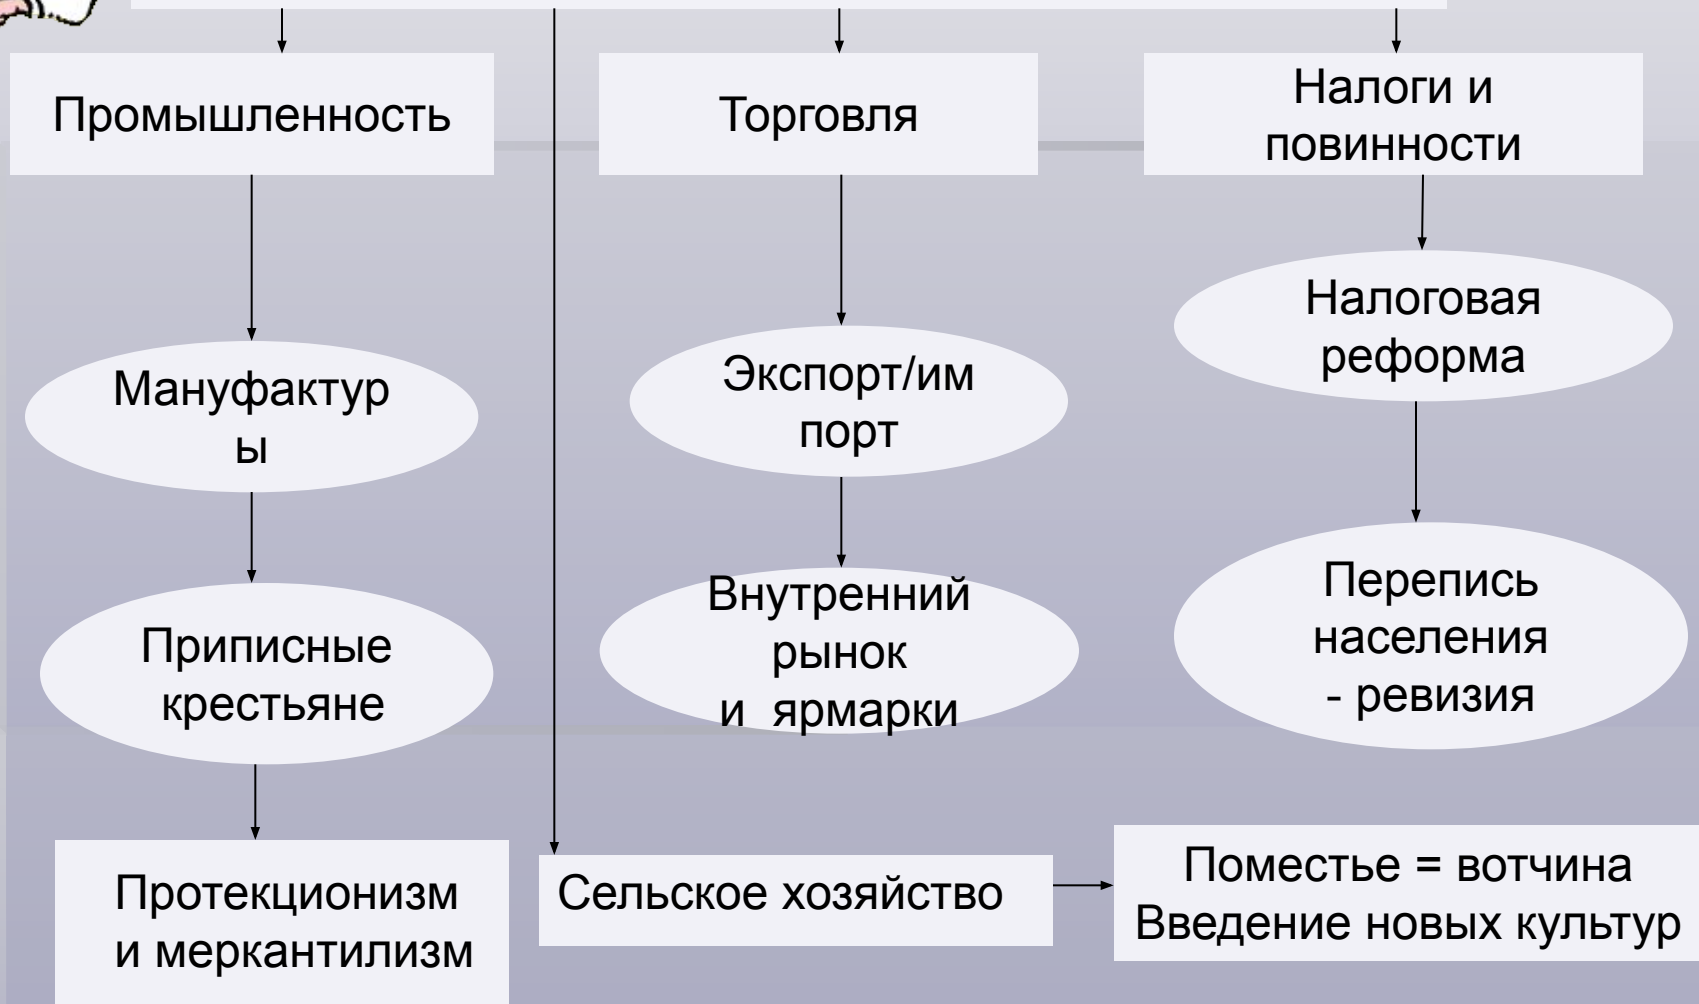 Промышленность
Торговля
Налоги и
повинности
Мануфактур
ы
Экспорт/им
порт
Налоговая
реформа
Приписные
крестьяне
Внутренний
рынок
и ярмарки
Перепись
населения
- ревизия
Протекционизм
и меркантилизм
Сельское хозяйство
Поместье = вотчина
Введение новых культур